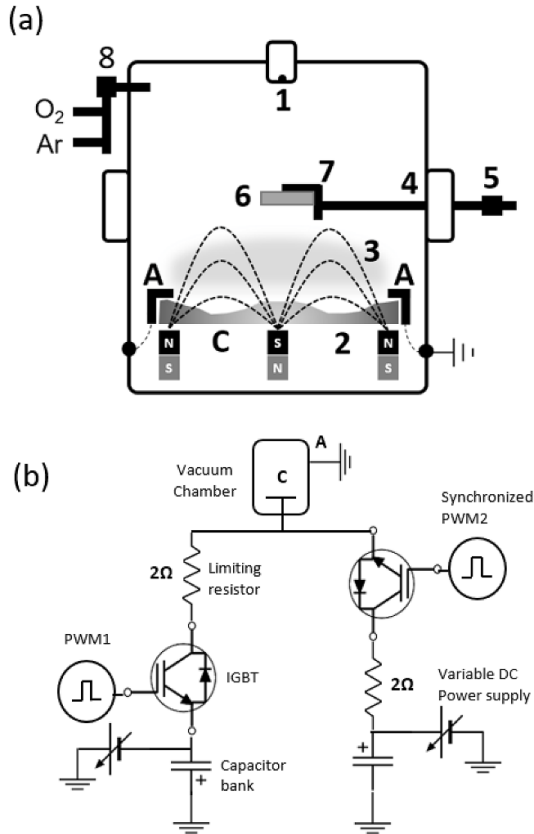 (a)
8
1
O₂
Ar
7
6
4
5
3
A
A
N
C
S
2
N
S
N
S
(b)
A
Vacuum
Chamber
C
Synchronized
PWM2
2Ω
Limiting
resistor
PWM1
IGBT
2Ω
Variable DC
Power supply
+
Capacitor
bank
+